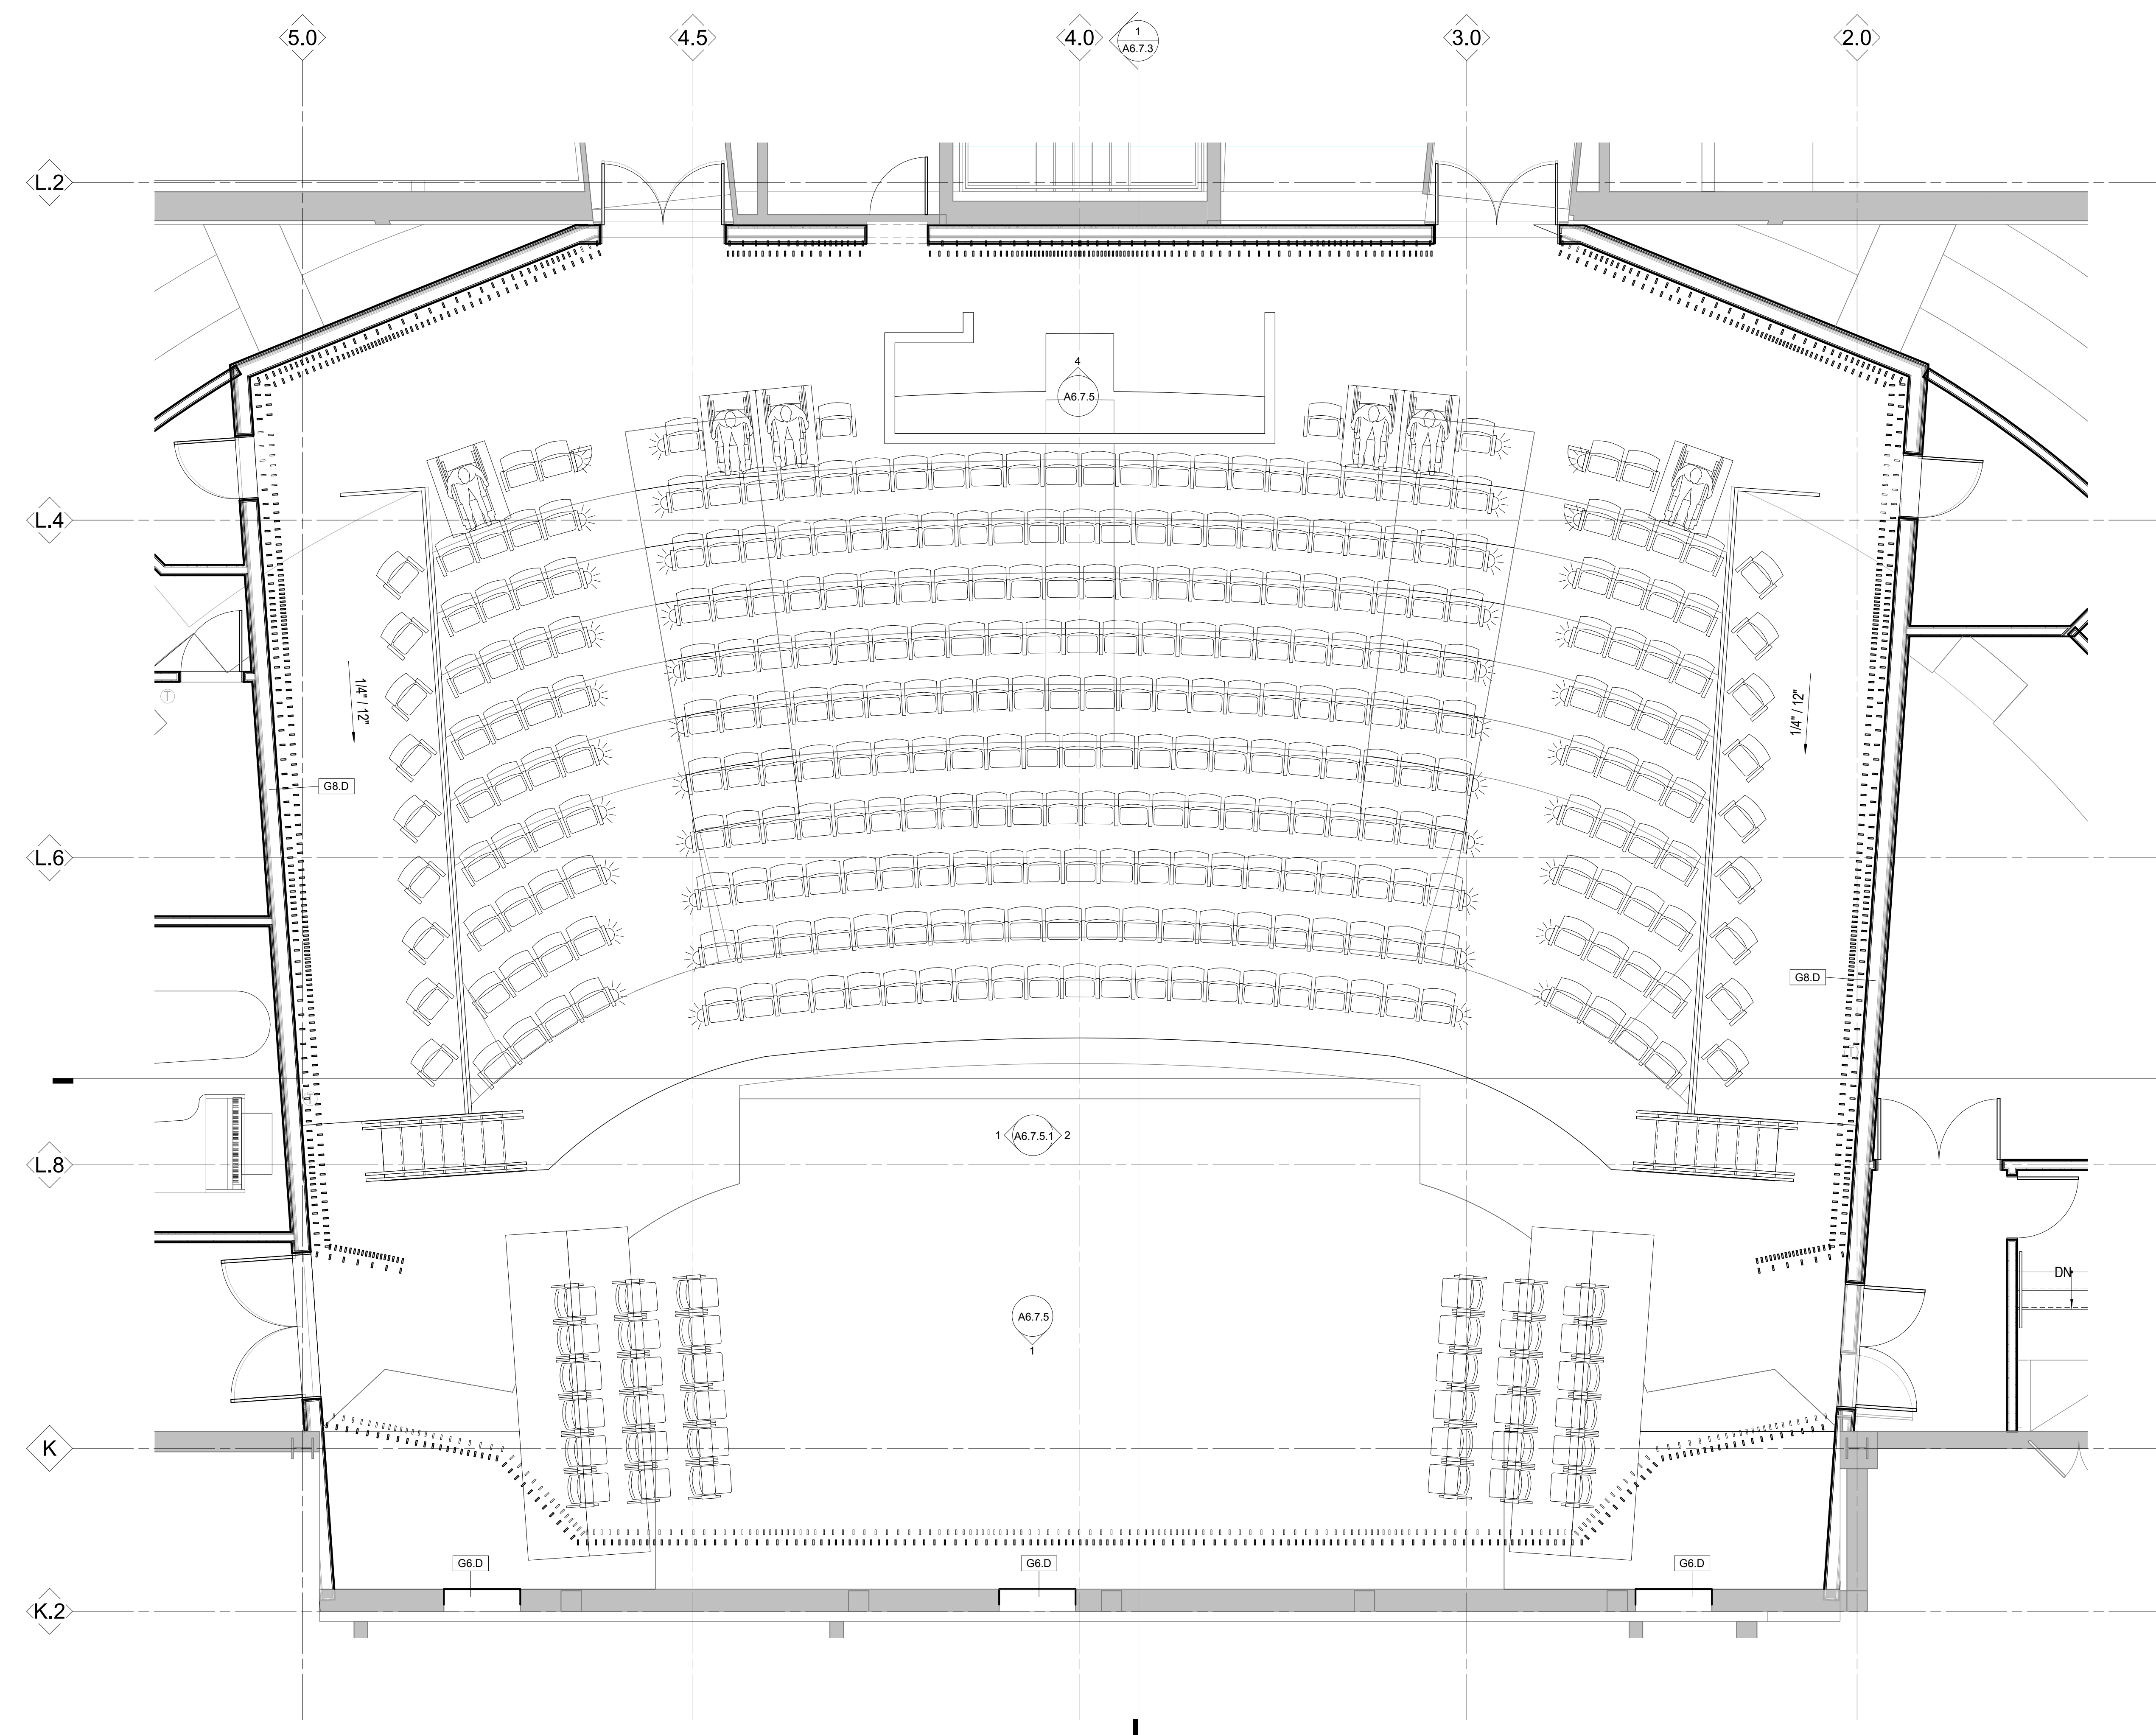 5.0
4.5
4.0
1
A6.7.3
3.0
2.0
L.2
4
A6.7.5
L.4
T
1/4" / 12"
1/4" / 12"
G8.D
L.6
G8.D
1 A6.7.5.1 2
L.8
DN
A6.7.5
1
K
G6.D
G6.D
G6.D
K.2